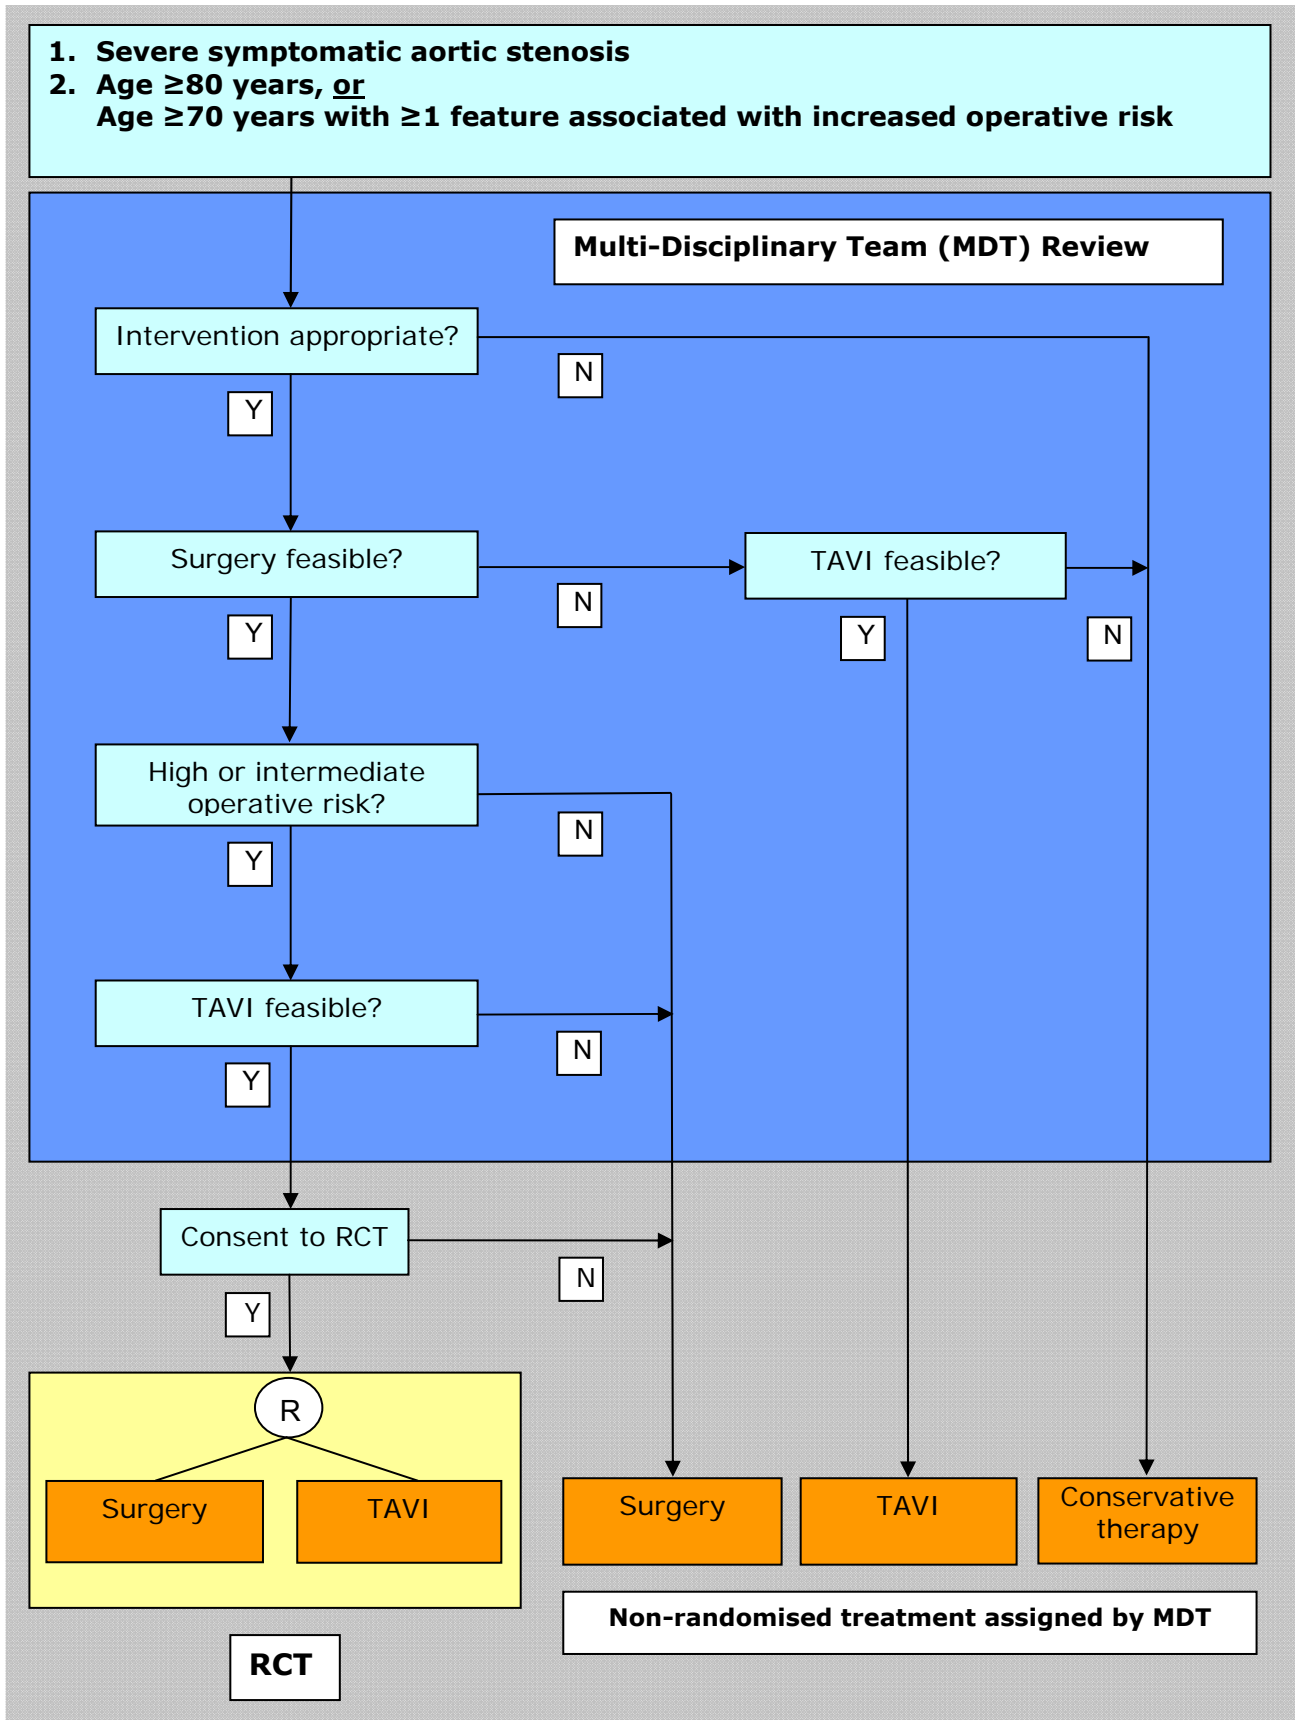 1. Severe symptomatic aortic stenosis
2. Age ≥80 years, or
Age ≥70 years with ≥1 feature associated with increased operative risk
Multi-Disciplinary Team (MDT) Review
Intervention appropriate?
N
Y
Surgery feasible?
TAVI feasible?
N
Y
Y
N
High or intermediate
operative risk?
N
Y
TAVI feasible?
N
Y
Consent to RCT
N
Y
R
Surgery
TAVI
Surgery
TAVI
Conservative
therapy
Non-randomised treatment assigned by MDT
RCT